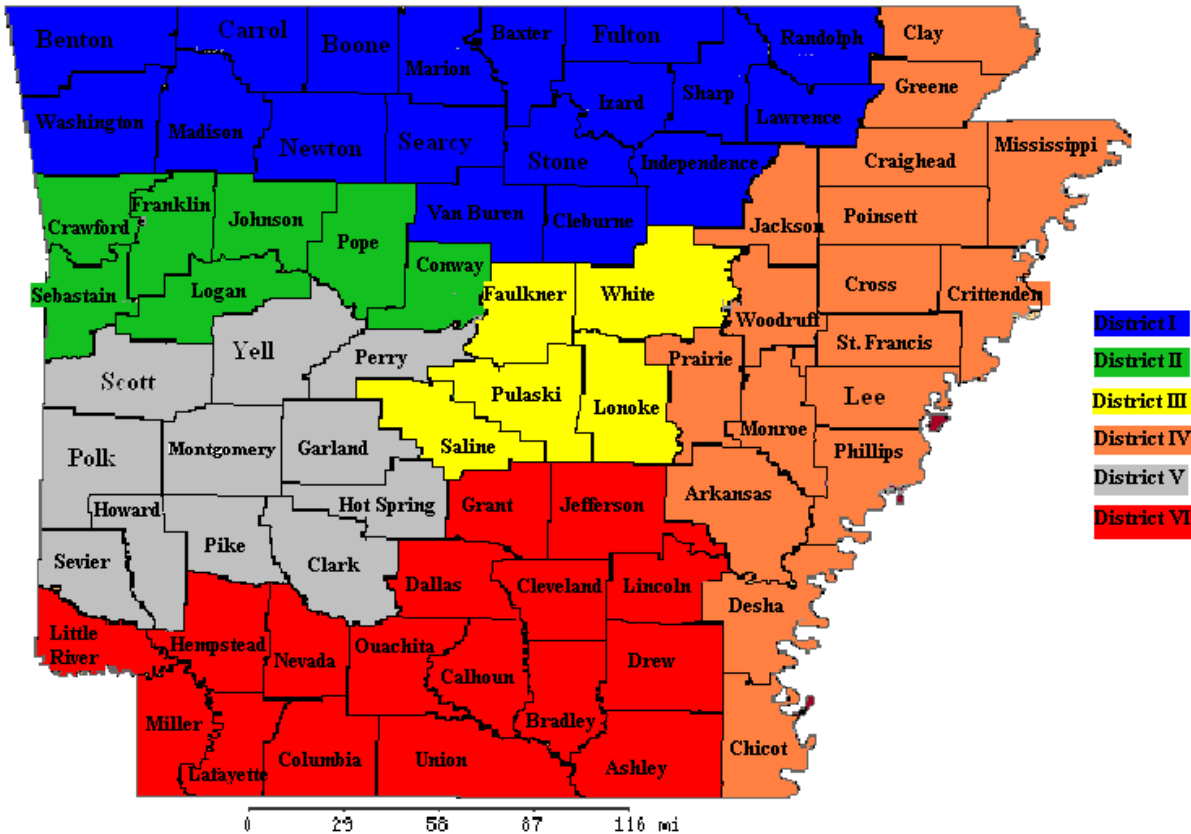 Benton
Carrol
Boone
Marion
Baxter
Fulton
Randolph
Clay
Washington
Madison
Newton
Searcy
Stone
Izard
Sharp
Lawrence
Greene
Independence
Craighead
Mississippi
Van Buren
Cleburne
Jackson
Poinsett
Crawford
Franklin
Johnson
Pope
Conway
Sebastain
Logan
Faulkner
White
Woodruff
Cross
Crittenden
Yell
Perry
Scott
Pulaski
Lonoke
Prairie
St. Francis
Lee
Saline
Monroe
Phillips
Polk
Montgomery
Garland
Hot Spring
Howard
Pike
Clark
Sevier
Grant
Jefferson
Arkansas
Dallas
Cleveland
Lincoln
Desha
Little
River
Hempstead
Nevada
Ouachita
Calhoun
Drew
Miller
Lafayette
Columbia
Union
Bradley
Ashley
Chicot
District I
District II
District III
District IV
District V
District VI
0 29 58 87 116 mi